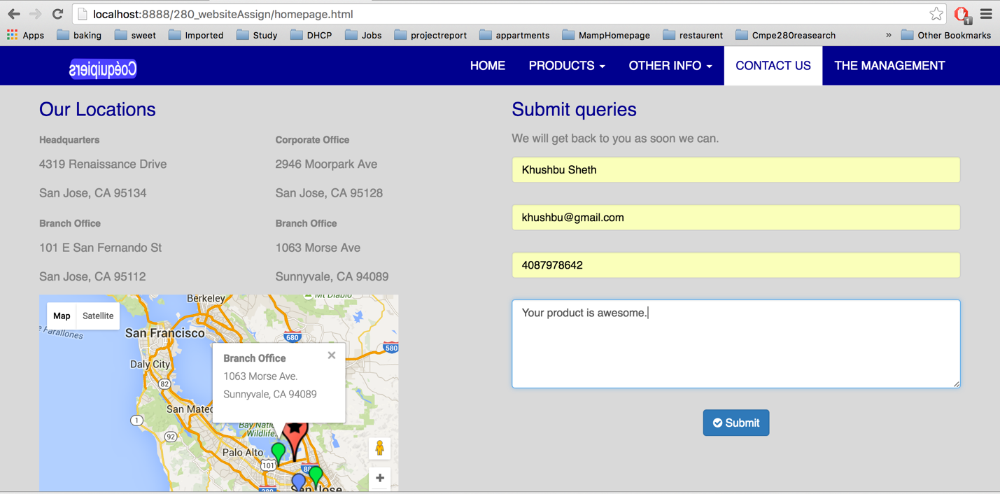 localhost:8888/280_websiteAssign/homepage.html
1
Apps baking sweet Imported Study DHCP Jobs projectreport appartments MampHomepage restaurent Cmpe280reasearch » Other Bookmarks
Coéquipiers HOME PRODUCTS OTHER INFO CONTACT US THE MANAGEMENT
Our Locations
Headquarters Corporate Office
4319 Renaissance Drive 2946 Moorpark Ave
San Jose, CA 95134 San Jose, CA 95128
Branch Office Branch Office
101 E San Fernando St 1063 Morse Ave
San Jose, CA 95112 Sunnyvale, CA 94089
Map Satellite
Berkeley
Mt Diablo
Farallones
San Francisco
680
580
Daly City
82
Branch Office
1063 Morse Ave.
Sunnyvale, CA 94089
San Mateo
1
92
Bay Natio
Wildlife
Palo Alto
101
88
280
San Jose
Submit queries
We will get back to you as soon we can.
Khushbu Sheth
khushbu@gmail.com
4087978642
Your product is awesome.
Submit